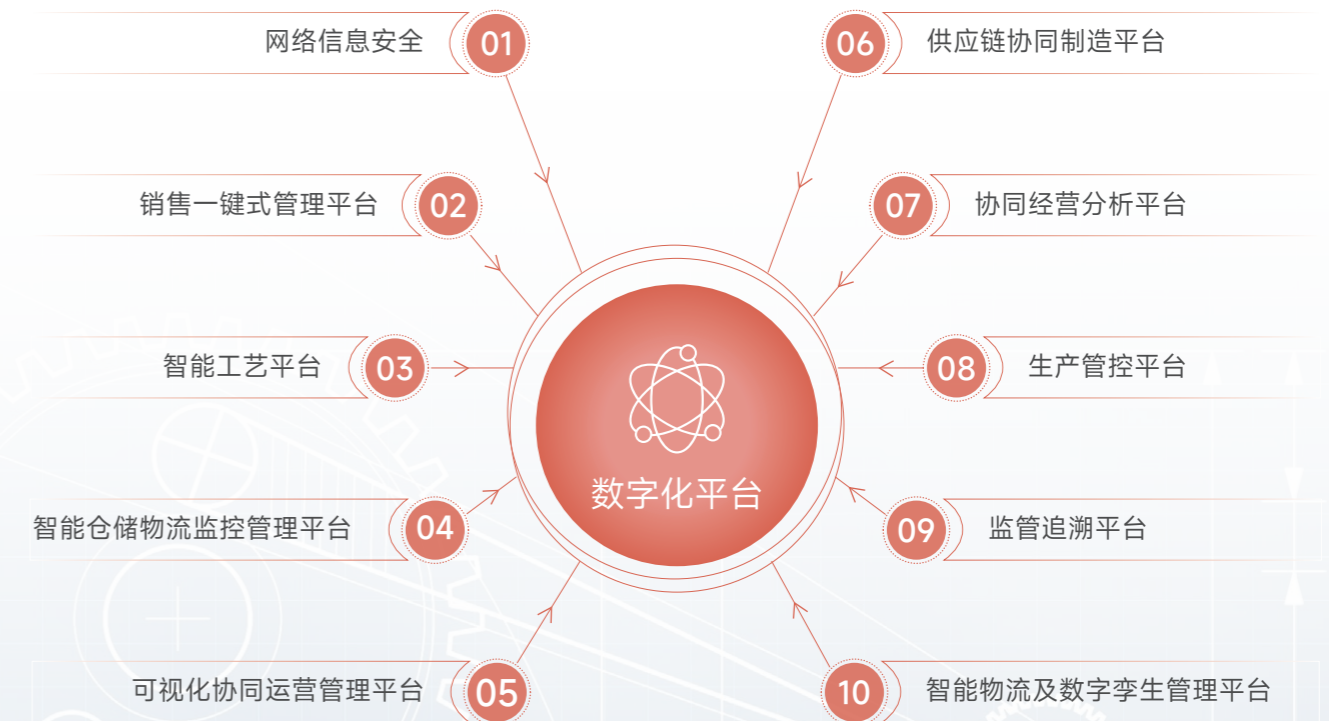 网络信息安全
01
销售一键式管理平台
02
智能工艺平台
03
智能仓储物流监控管理平台
04
可视化协同运营管理平台
05
数字化平台
06
供应链协同制造平台
07
协同经营分析平台
08
生产管控平台
09
监管追溯平台
10
智能物流及数字孪生管理平台